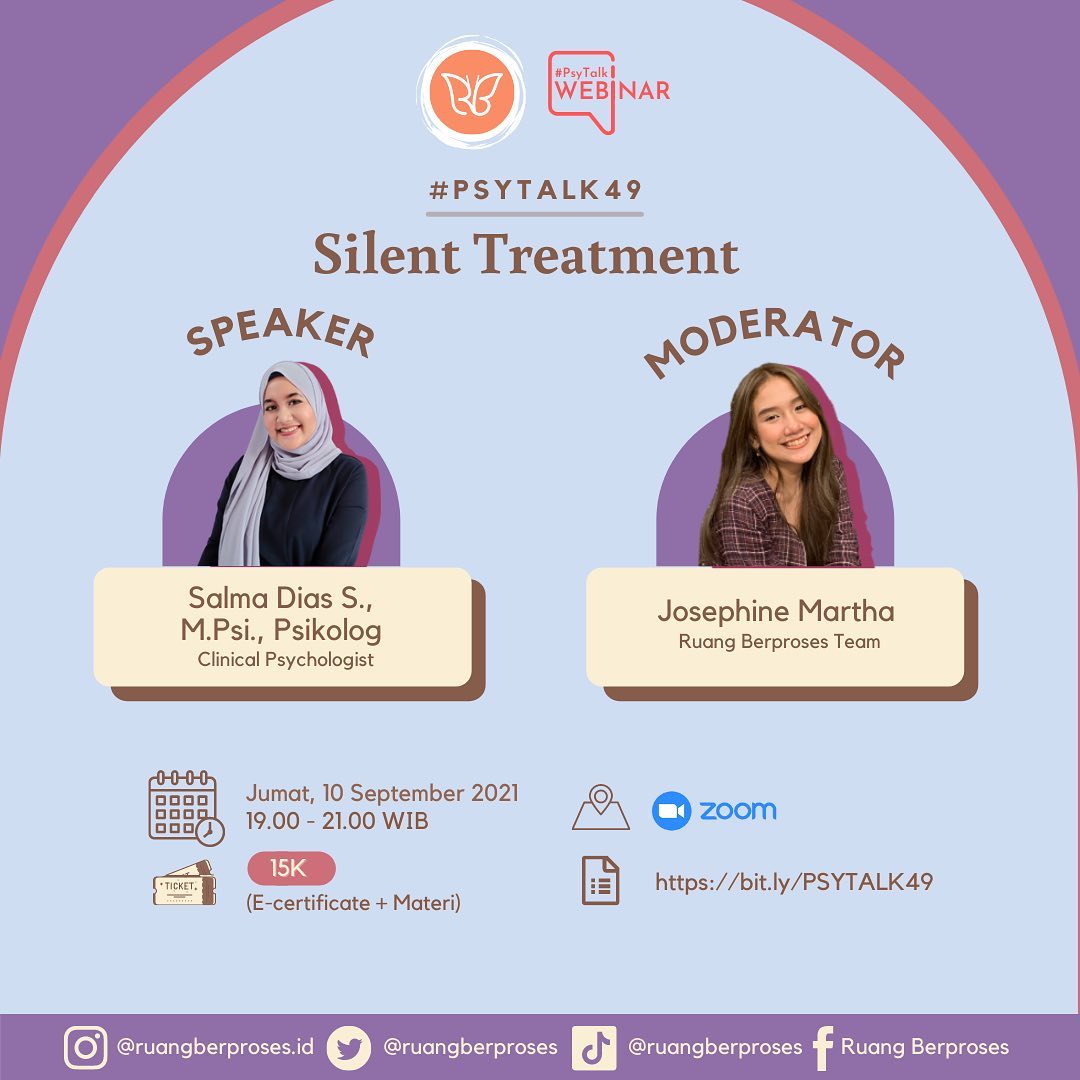 #PsyTalk
WEBINAR
#PSYTALK49
Silent Treatment
SPEAKER
MODERATOR
Salma Dias S.,
M.Psi., Psikolog
Clinical Psychologist
Josephine Martha
Ruang Berproses Team
Jumat, 10 September 2021
19.00 - 21.00 WIB
zoom
TICKET
15K
(E-certificate + Materi)
https://bit.ly/PSYTALK49
@ruangberproses.id
@ruangberproses
@ruangberproses
Ruang Berproses